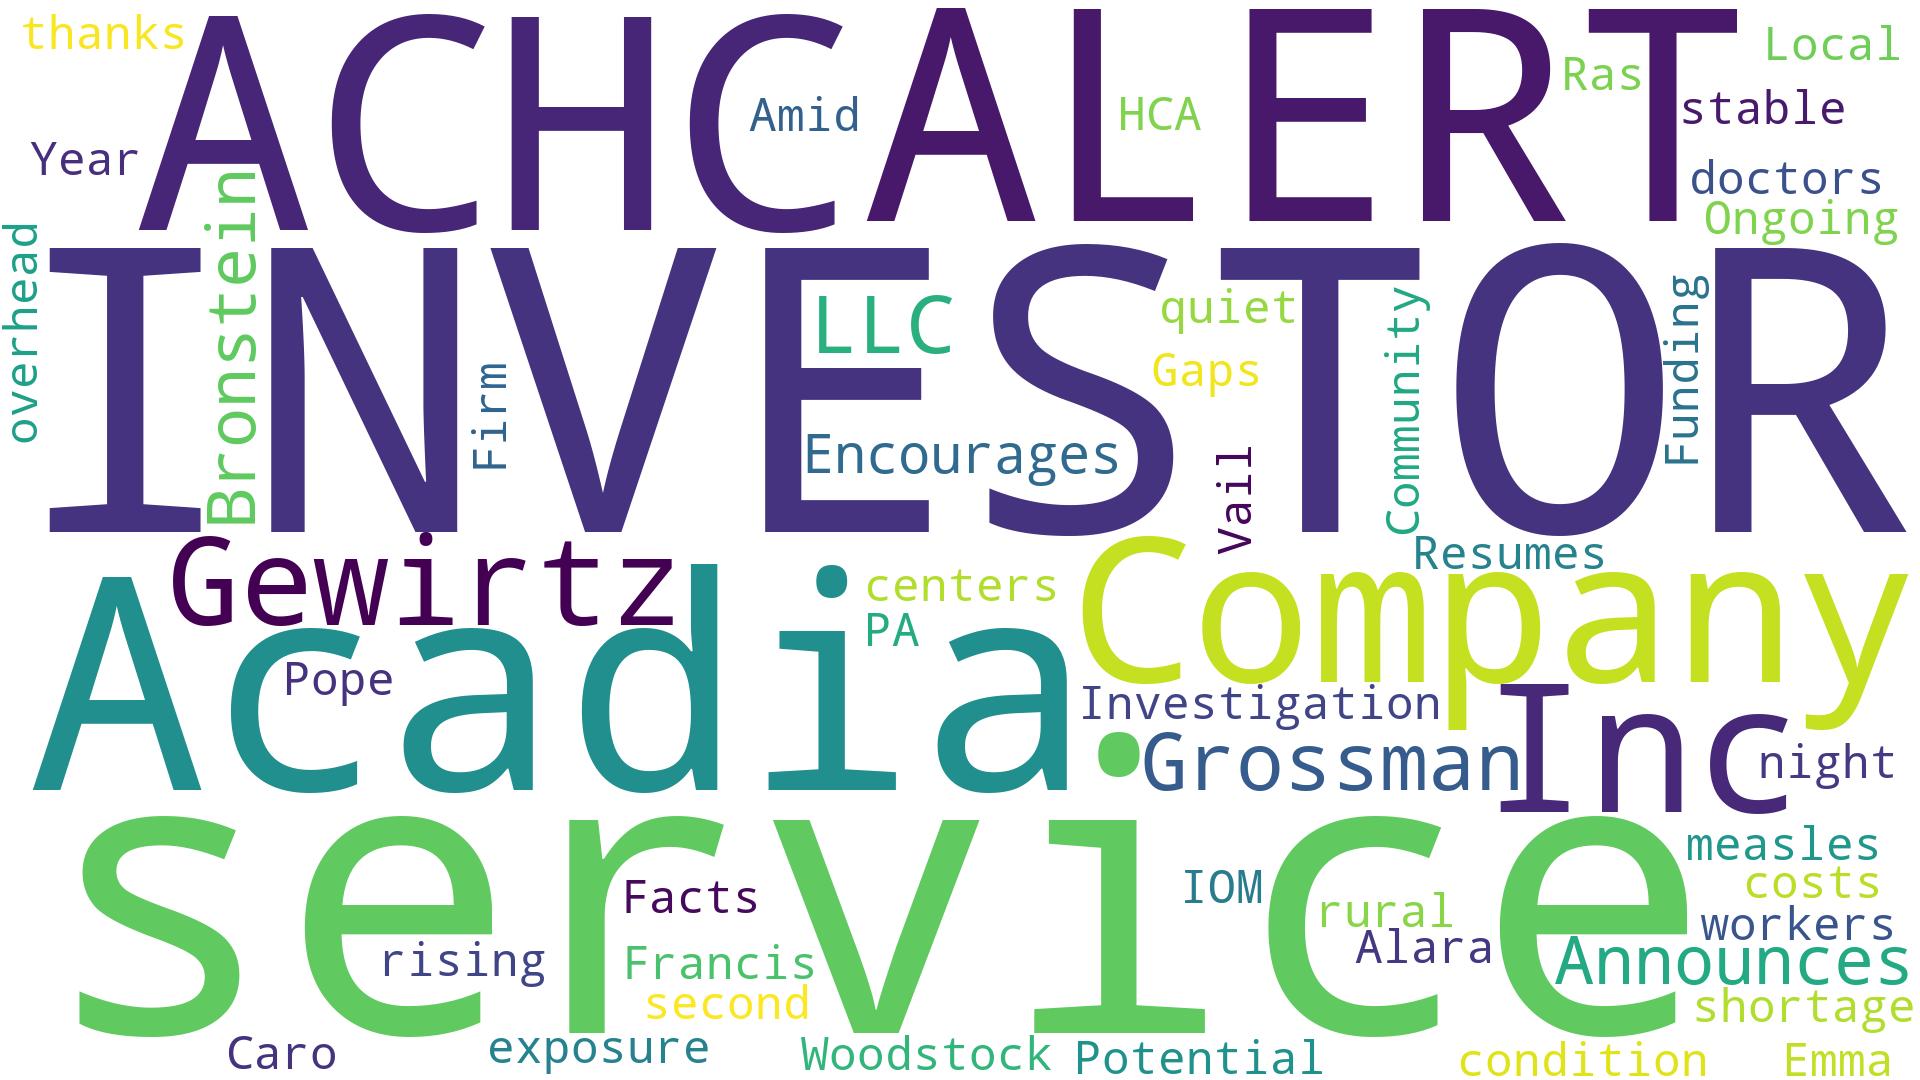 thanks
ACHC
ALERT
Local
Ras
stable
Amid
HCA
Year
doctors
Ongoing
overhead
Bronstein
INVESTOR
LLC
quiet
Gaps
Community
Funding
Firm
Encourages
Vail
Gewirtz
Resumes
Company
Acadia
centers
PA
Pope
Investigation
Inc
Grossman
night
service
measles
Facts
IOM
costs
rural
workers
Alara
rising
Francis
Announces
second
shortage
Caro
exposure
Woodstock
Potential
condition
Emma